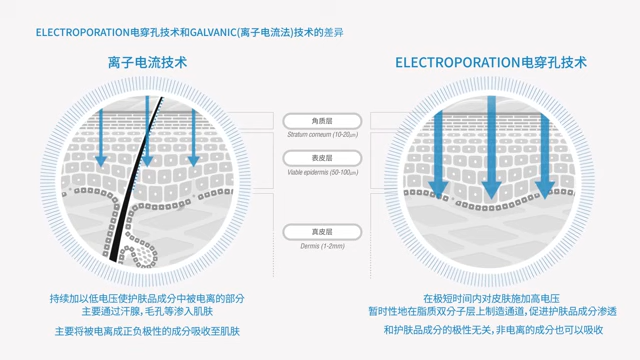 ELECTROPORATION电穿孔技术和GALVANIC(离子电流法)技术的差异
离子电流技术
ELECTROPORATION电穿孔技术
角质层
Stratum corneum (10-20μm)
表皮层
Viable epidermis (50-100μm)
真皮层
Dermis (1-2mm)
持续加以低电压使护肤品成分中被电离的部分
主要通过汗腺，毛孔等渗入肌肤
主要将被电离成正负极性的成分吸收至肌肤
在极短时间内对皮肤施加高电压
暂时性地在脂质双分子层上制造通道，促进护肤品成分渗透
和护肤品成分的极性无关，非电离的成分也可以吸收